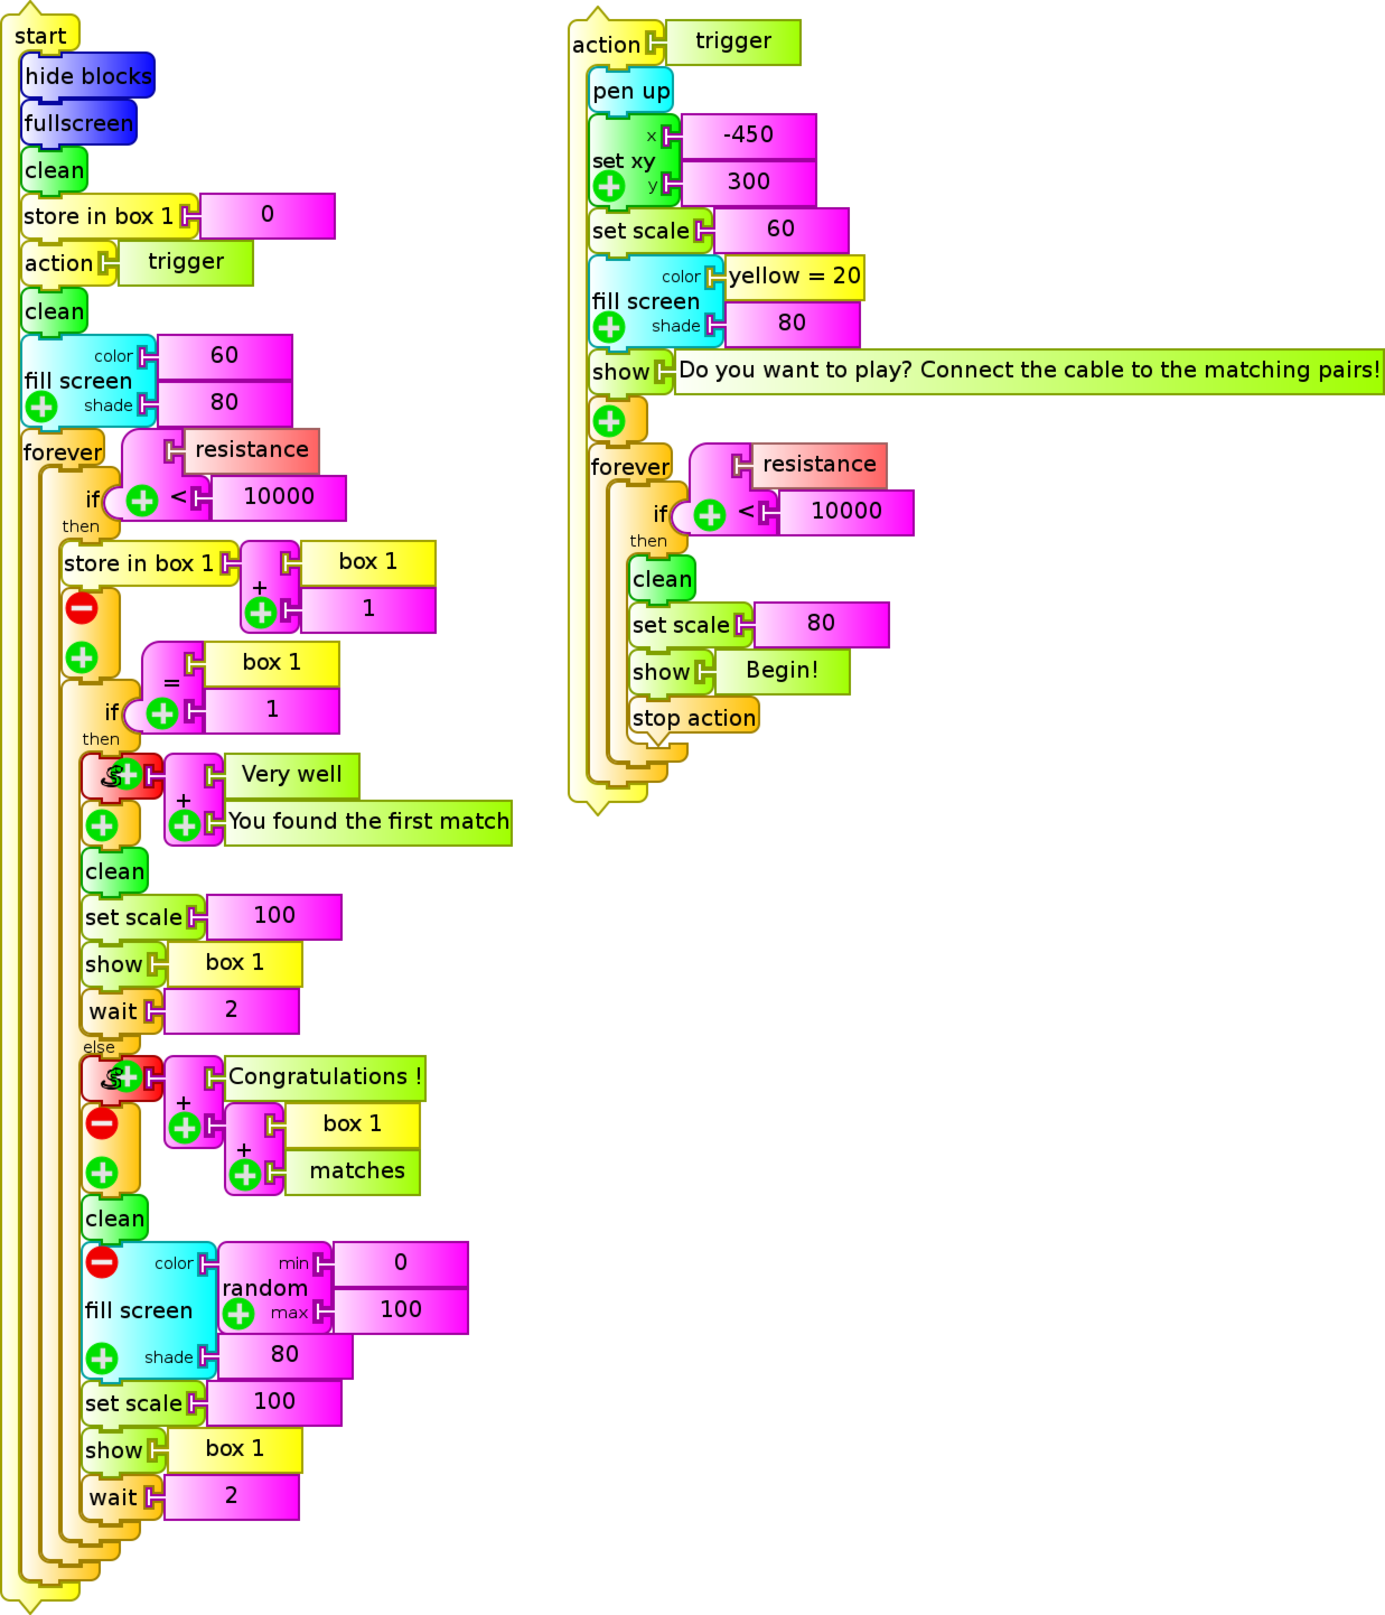 start
hide blocks
fullscreen
clean
store in box 1 0
action trigger
clean
color 60
fill screen
shade 80
forever
resistance
if < 10000
then
store in box 1 box 1
+
1
box 1
=
if 1
then
Very well
+
You found the first match
clean
set scale 100
show box 1
wait 2
else
Congratulations !
+
box 1
+
matches
clean
color min 0
random
fill screen
max 100
shade 80
set scale 100
show box 1
wait 2
action trigger
pen up
x -450
set xy
y 300
set scale 60
color yellow = 20
fill screen
shade 80
show Do you want to play? Connect the cable to the matching pairs!
forever
resistance
if < 10000
then
clean
set scale 80
show Begin!
stop action